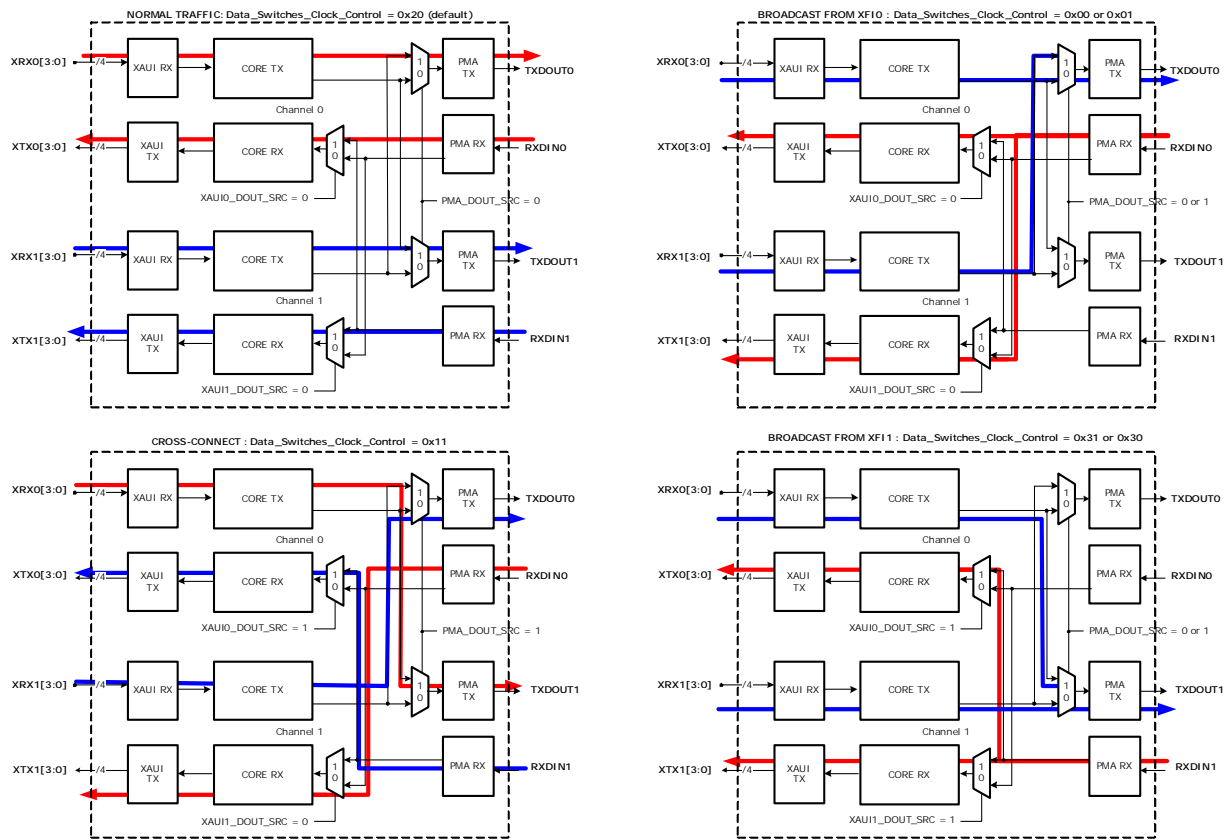 NORMAL TRAFFIC: Data_Switches_Clock_Control = 0x20 (default)
XRX0[3:0]
/4
XAUI RX
CORE TX
1
0
PMA
TX
TXDOUT0
Channel 0
XTX0[3:0]
/4
XAUI
TX
CORE RX
1
0
PMA RX
RXDIN0
XAUI0_DOUT_SRC = 0
PMA_DOUT_SRC = 0
XRX1[3:0]
/4
XAUI RX
CORE TX
1
0
PMA
TX
TXDOUT1
Channel 1
XTX1[3:0]
/4
XAUI
TX
CORE RX
1
0
PMA RX
RXDIN1
XAUI1_DOUT_SRC = 0
BROADCAST FROM XFI0 : Data_Switches_Clock_Control = 0x00 or 0x01
XRX0[3:0]
/4
XAUI RX
CORE TX
1
0
PMA
TX
TXDOUT0
Channel 0
XTX0[3:0]
/4
XAUI
TX
CORE RX
1
0
PMA RX
RXDIN0
XAUI0_DOUT_SRC = 0
PMA_DOUT_SRC = 0 or 1
XRX1[3:0]
/4
XAUI RX
CORE TX
1
0
PMA
TX
TXDOUT1
Channel 1
XTX1[3:0]
/4
XAUI
TX
CORE RX
1
0
PMA RX
RXDIN1
XAUI1_DOUT_SRC = 0
CROSS-CONNECT : Data_Switches_Clock_Control = 0x11
XRX0[3:0]
/4
XAUI RX
CORE TX
1
0
PMA
TX
TXDOUT0
Channel 0
XTX0[3:0]
/4
XAUI
TX
CORE RX
1
0
PMA RX
RXDIN0
XAUI0_DOUT_SRC = 1
PMA_DOUT_SRC = 1
XRX1[3:0]
/4
XAUI RX
CORE TX
1
0
PMA
TX
TXDOUT1
Channel 1
XTX1[3:0]
/4
XAUI
TX
CORE RX
1
0
PMA RX
RXDIN1
XAUI1_DOUT_SRC = 0
BROADCAST FROM XFI1 : Data_Switches_Clock_Control = 0x31 or 0x30
XRX0[3:0]
/4
XAUI RX
CORE TX
1
0
PMA
TX
TXDOUT0
Channel 0
XTX0[3:0]
/4
XAUI
TX
CORE RX
1
0
PMA RX
RXDIN0
XAUI0_DOUT_SRC = 1
PMA_DOUT_SRC = 0 or 1
XRX1[3:0]
/4
XAUI RX
CORE TX
1
0
PMA
TX
TXDOUT1
Channel 1
XTX1[3:0]
/4
XAUI
TX
CORE RX
1
0
PMA RX
RXDIN1
XAUI1_DOUT_SRC = 1